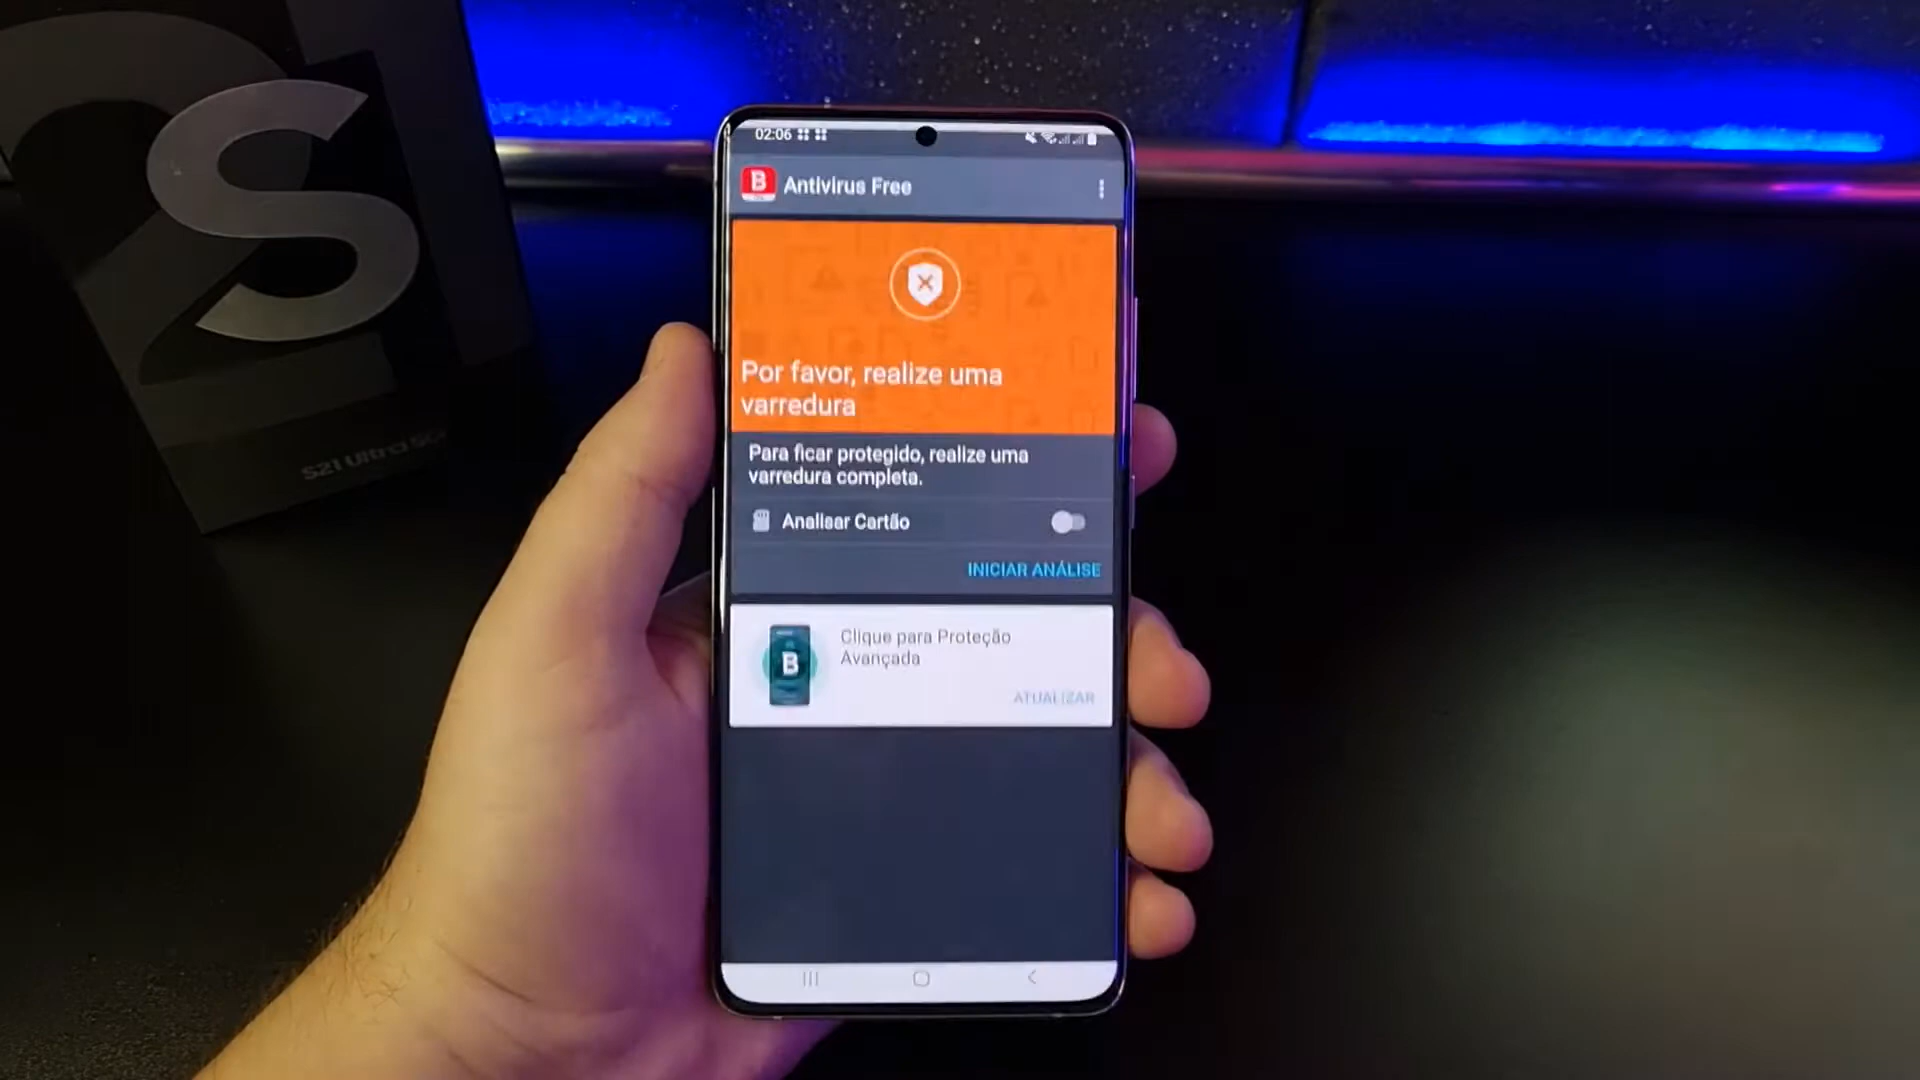 S21
S21 Ultra 5G
02:06
B Antivirus Free
Por favor, realize uma
varredura
Para ficar protegido, realize uma
varredura completa.
Analisar Cartão
INICIAR ANÁLISE
B
Clique para Proteção
Avançada
ATUALIZAR